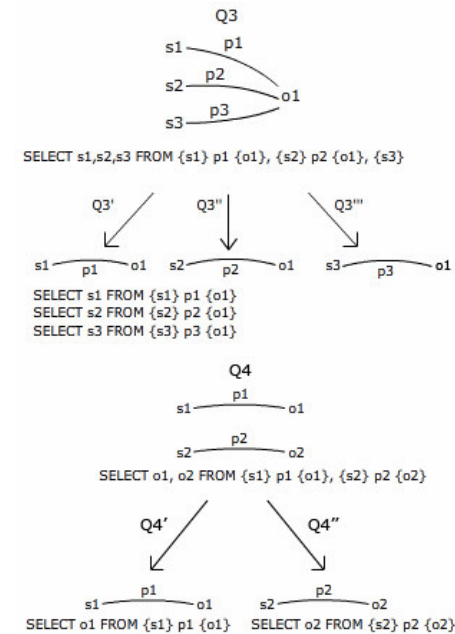 Q3
s1 p1
s2 p2
o1
s3 p3
SELECT s1,s2,s3 FROM {s1} p1 {o1}, {s2} p2 {o1}, {s3}
Q3' Q3'' Q3'''
s1 p1 o1 s2 p2 o1 s3 p3 o1
SELECT s1 FROM {s1} p1 {o1}
SELECT s2 FROM {s2} p2 {o1}
SELECT s3 FROM {s3} p3 {o1}
Q4
s1 p1 o1
s2 p2 o2
SELECT o1, o2 FROM {s1} p1 {o1}, {s2} p2 {o2}
Q4' Q4''
s1 p1 o1 s2 p2 o2
SELECT o1 FROM {s1} p1 {o1} SELECT o2 FROM {s2} p2 {o2}